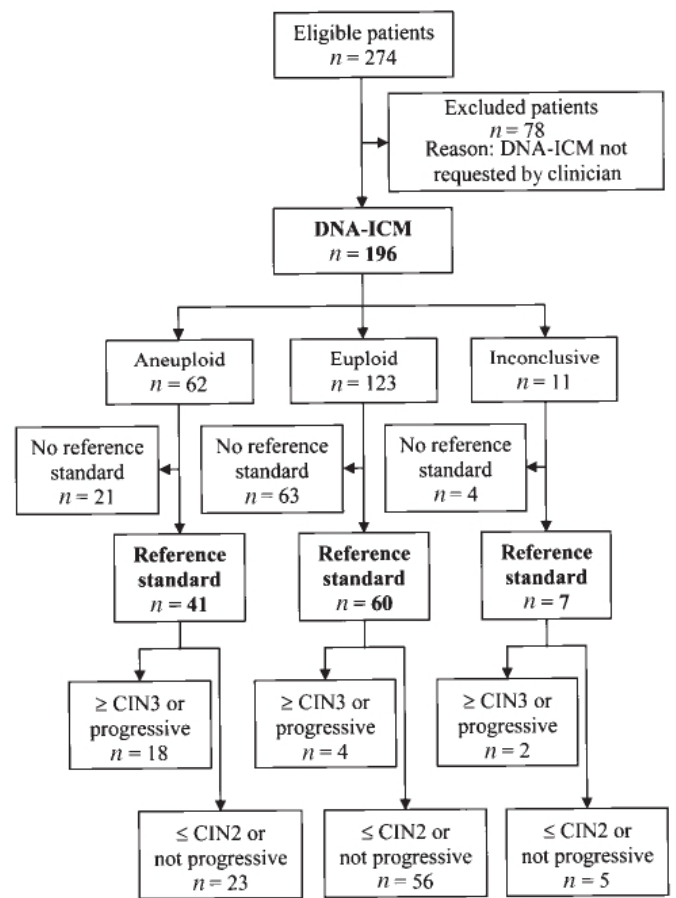 Eligible patients
n = 274
Excluded patients
n = 78
Reason: DNA-ICM not
requested by clinician
DNA-ICM
n = 196
Aneuploid
n = 62
Euploid
n = 123
Inconclusive
n = 11
No reference
standard
n = 21
No reference
standard
n = 63
No reference
standard
n = 4
Reference
standard
n = 41
Reference
standard
n = 60
Reference
standard
n = 7
≥ CIN3 or
progressive
n = 18
≥ CIN3 or
progressive
n = 4
≥ CIN3 or
progressive
n = 2
≤ CIN2 or
not progressive
n = 23
≤ CIN2 or
not progressive
n = 56
≤ CIN2 or
not progressive
n = 5